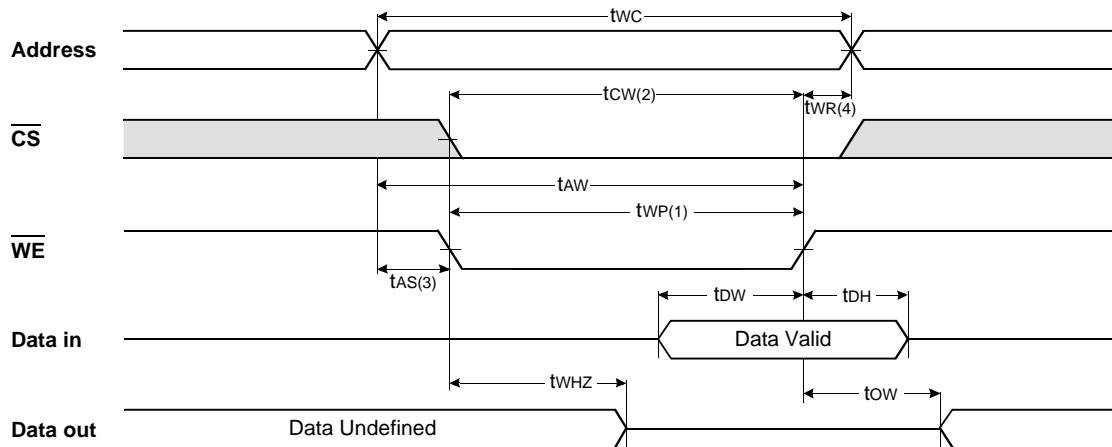 tWC
Address
tCW(2)
tWR(4)
CS
tAW
tWP(1)
WE
tAS(3)
tDW
tDH
Data in
Data Valid
tWHZ
tOW
Data out
Data Undefined